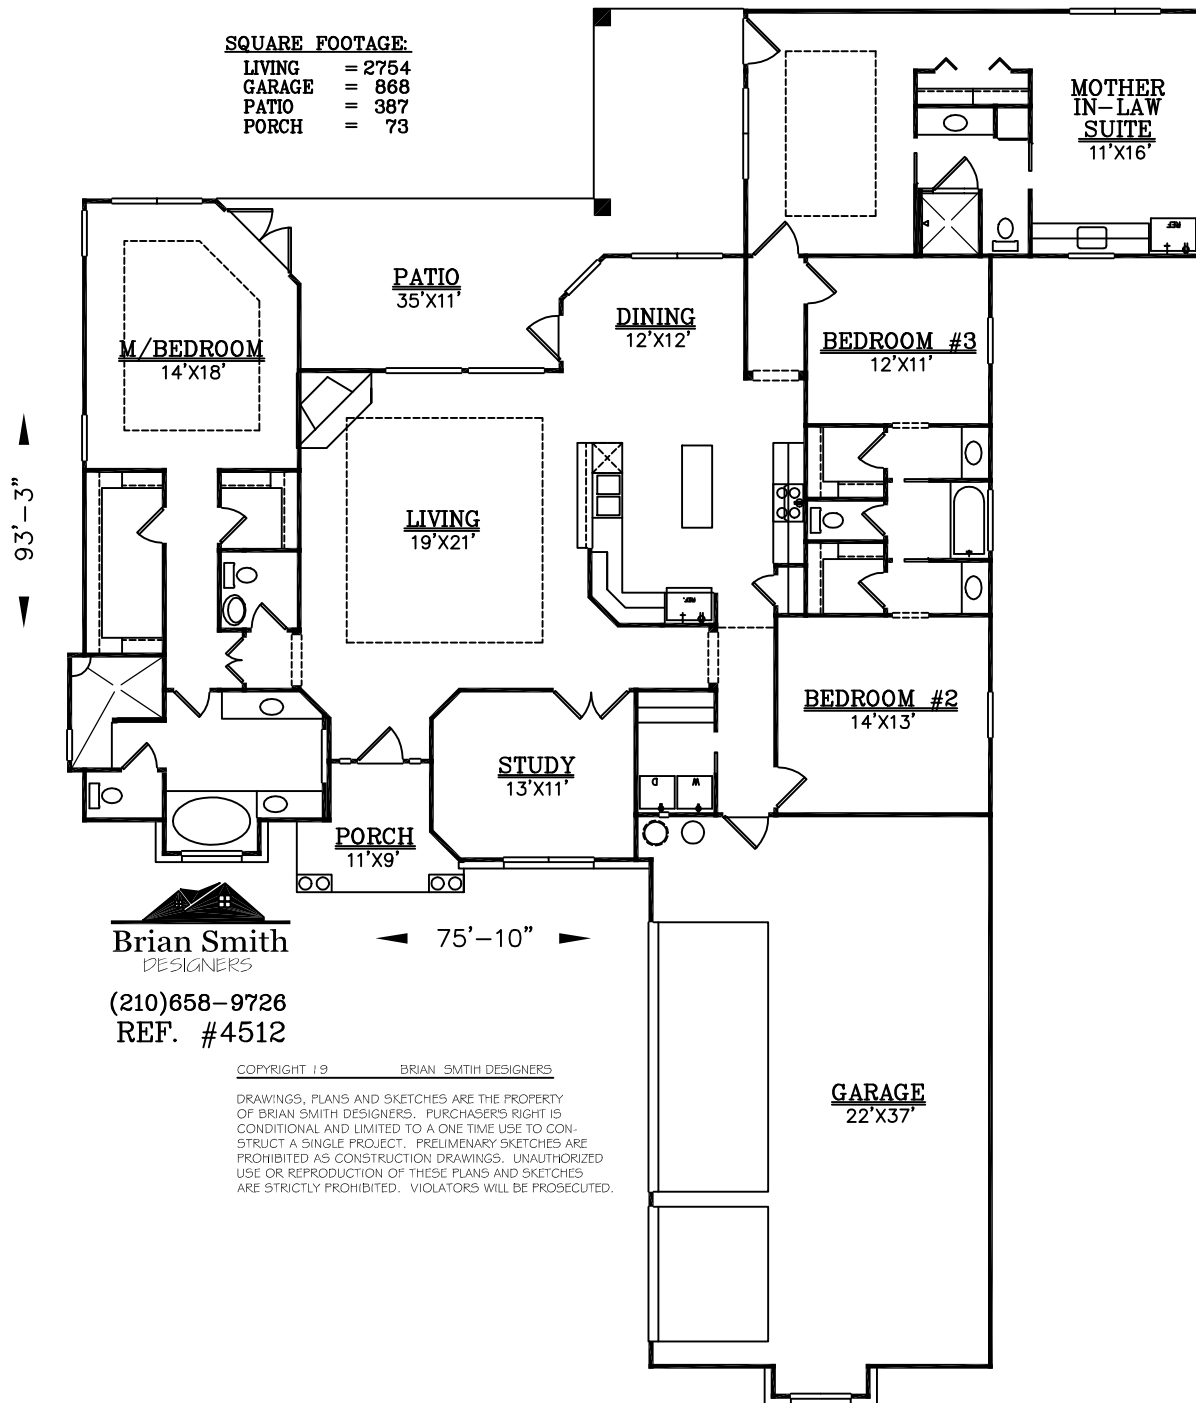 SQUARE FOOTAGE:
LIVING = 2754
GARAGE = 868
PATIO = 387
PORCH = 73
MOTHER
IN-LAW
SUITE
11'X16'
REF.
PATIO
35'X11'
DINING
12'X12'
M/BEDROOM
14'X18'
BEDROOM #3
12'X11'
93'-3"
LIVING
19'X21'
REF.
BEDROOM #2
14'X13'
STUDY
13'X11'
D
W
PORCH
11'X9'
Brian Smith
DESIGNERS
75'-10"
(210)658-9726
REF. #4512
COPYRIGHT 19 BRIAN SMTIH DESIGNERS
DRAWINGS, PLANS AND SKETCHES ARE THE PROPERTY
OF BRIAN SMITH DESIGNERS. PURCHASER'S RIGHT IS
CONDITIONAL AND LIMITED TO A ONE TIME USE TO CON-
STRUCT A SINGLE PROJECT. PRELIMENARY SKETCHES ARE
PROHIBITED AS CONSTRUCTION DRAWINGS. UNAUTHORIZED
USE OR REPRODUCTION OF THESE PLANS AND SKETCHES
ARE STRICTLY PROHIBITED. VIOLATORS WILL BE PROSECUTED.
GARAGE
22'X37'